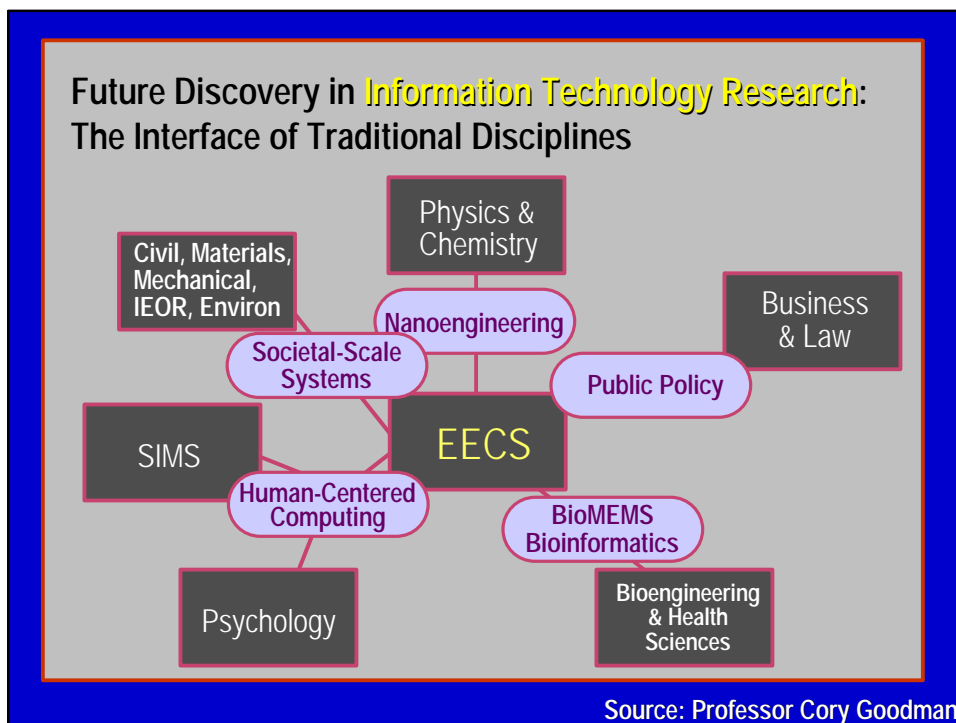 Future Discovery in Information Technology Research:
The Interface of Traditional Disciplines
Physics &
Chemistry
Civil, Materials,
Mechanical,
IEOR, Environ
Business
& Law
Nanoengineering
Societal-Scale
Systems
Public Policy
EECS
SIMS
Human-Centered
Computing
BioMEMS
Bioinformatics
Psychology
Bioengineering
& Health
Sciences
Source: Professor Cory Goodman